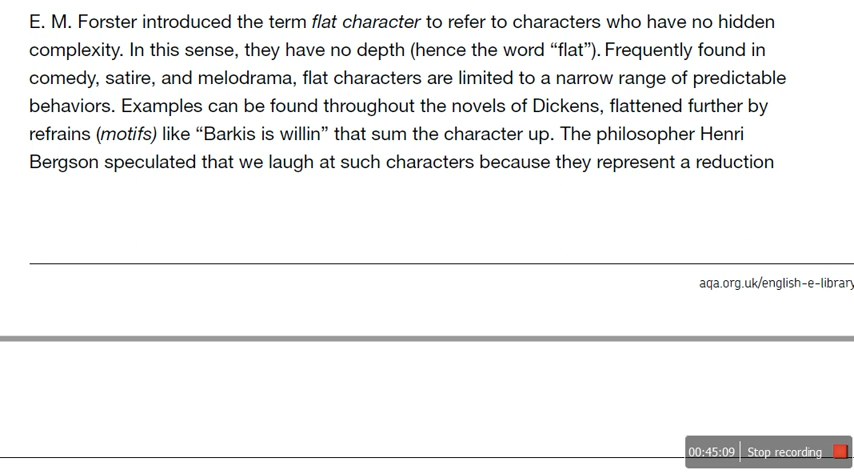 E. M. Forster introduced the term flat character to refer to characters who have no hidden
complexity. In this sense, they have no depth (hence the word “flat”). Frequently found in
comedy, satire, and melodrama, flat characters are limited to a narrow range of predictable
behaviors. Examples can be found throughout the novels of Dickens, flattened further by
refrains (motifs) like “Barkis is willin” that sum the character up. The philosopher Henri
Bergson speculated that we laugh at such characters because they represent a reduction
aqa.org.uk/english-e-library
00:45:09 Stop recording